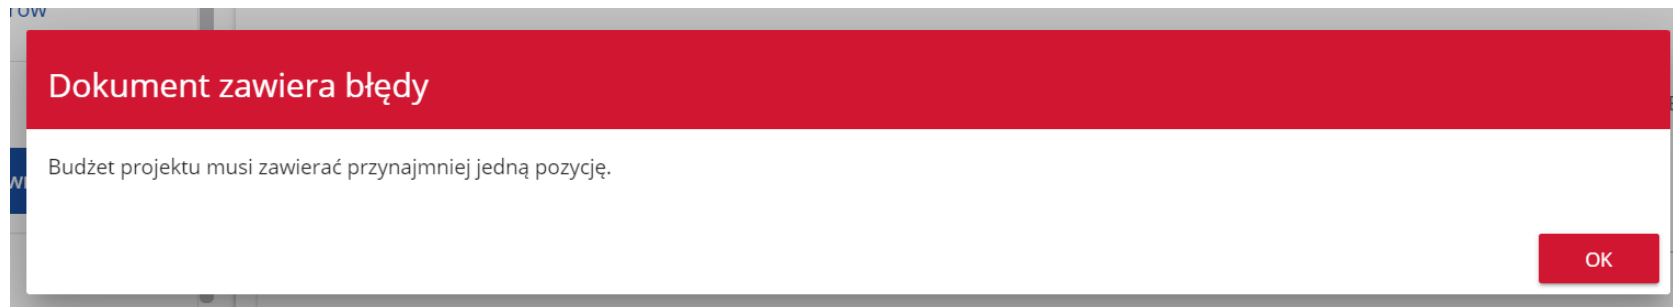 Dokument zawiera błędy
Budżet projektu musi zawierać przynajmniej jedną pozycję.
OK